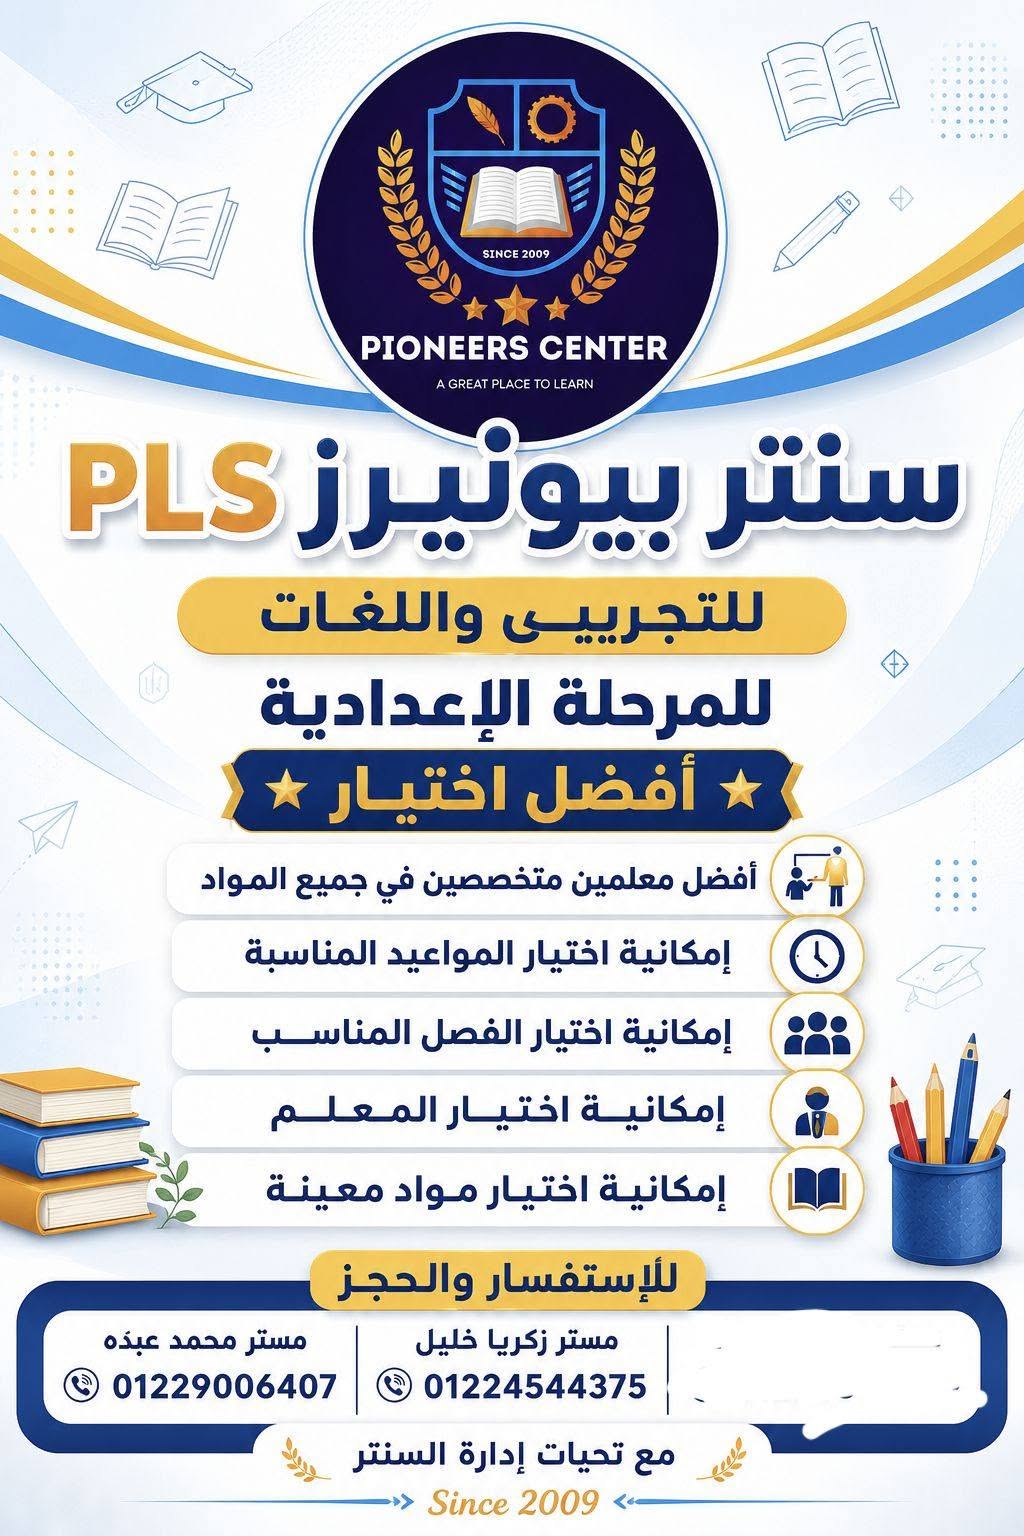 SINCE 2009
PIONEERS CENTER
A GREAT PLACE TO LEARN
سنتر بيونيرز PLS
للتجريبيى واللغات
للمرحلة الإعدادية
أفضل اختيار
أفضل معلمين متخصصين في جميع المواد
إمكانية اختيار المواعيد المناسبة
إمكانية اختيار الفصل المناسب
إمكانية اختيار المعلم
إمكانية اختيار مواد معينة
للإستفسار والحجز
مستر زكريا خليل
01224544375
مستر محمد عبده
01229006407
مع تحيات إدارة السنتر
Since 2009